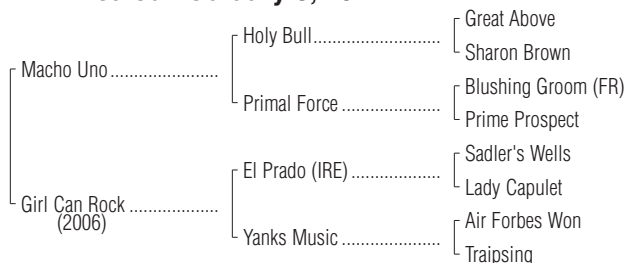 Macho Uno
Girl Can Rock
(2006)
Holy Bull
Primal Force
El Prado (IRE)
Yanks Music
Great Above
Sharon Brown
Blushing Groom (FR)
Prime Prospect
Sadler's Wells
Lady Capulet
Air Forbes Won
Traipsing